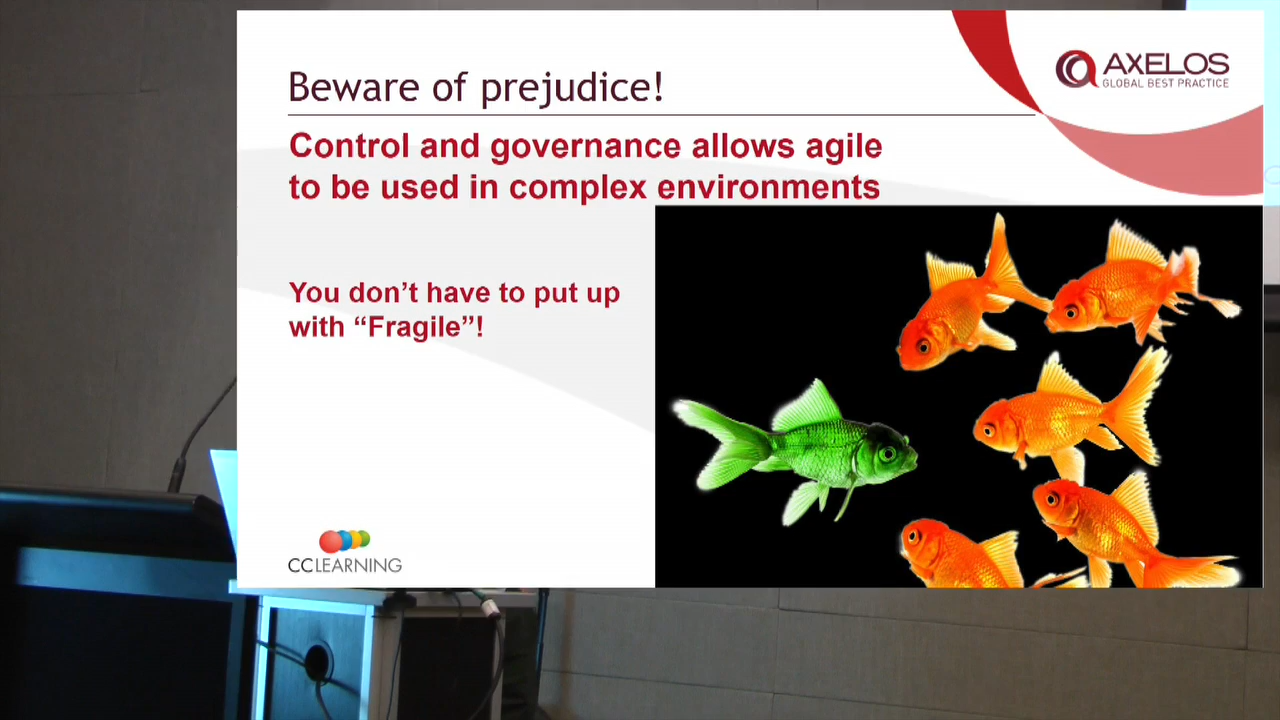 Beware of prejudice!
AXELOS
GLOBAL BEST PRACTICE
Control and governance allows agile
to be used in complex environments
You don't have to put up
with “Fragile”!
CCLEARNING